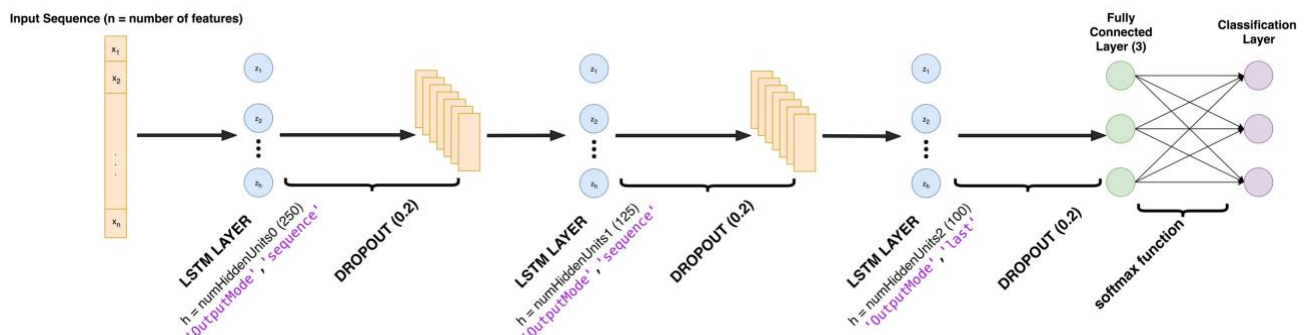 Input Sequence (n = number of features)
x1
x2
.
.
.
xn
z1
z2
zh
LSTM LAYER
h = numHiddenUnits0 (250)
'OutputMode','sequence'
DROPOUT (0.2)
z1
z2
zh
LSTM LAYER
h = numHiddenUnits1 (125)
'OutputMode','sequence'
DROPOUT (0.2)
z1
z2
zh
LSTM LAYER
h = numHiddenUnits2 (100)
'OutputMode','last'
DROPOUT (0.2)
Fully
Connected
Layer (3)
softmax function
Classification
Layer